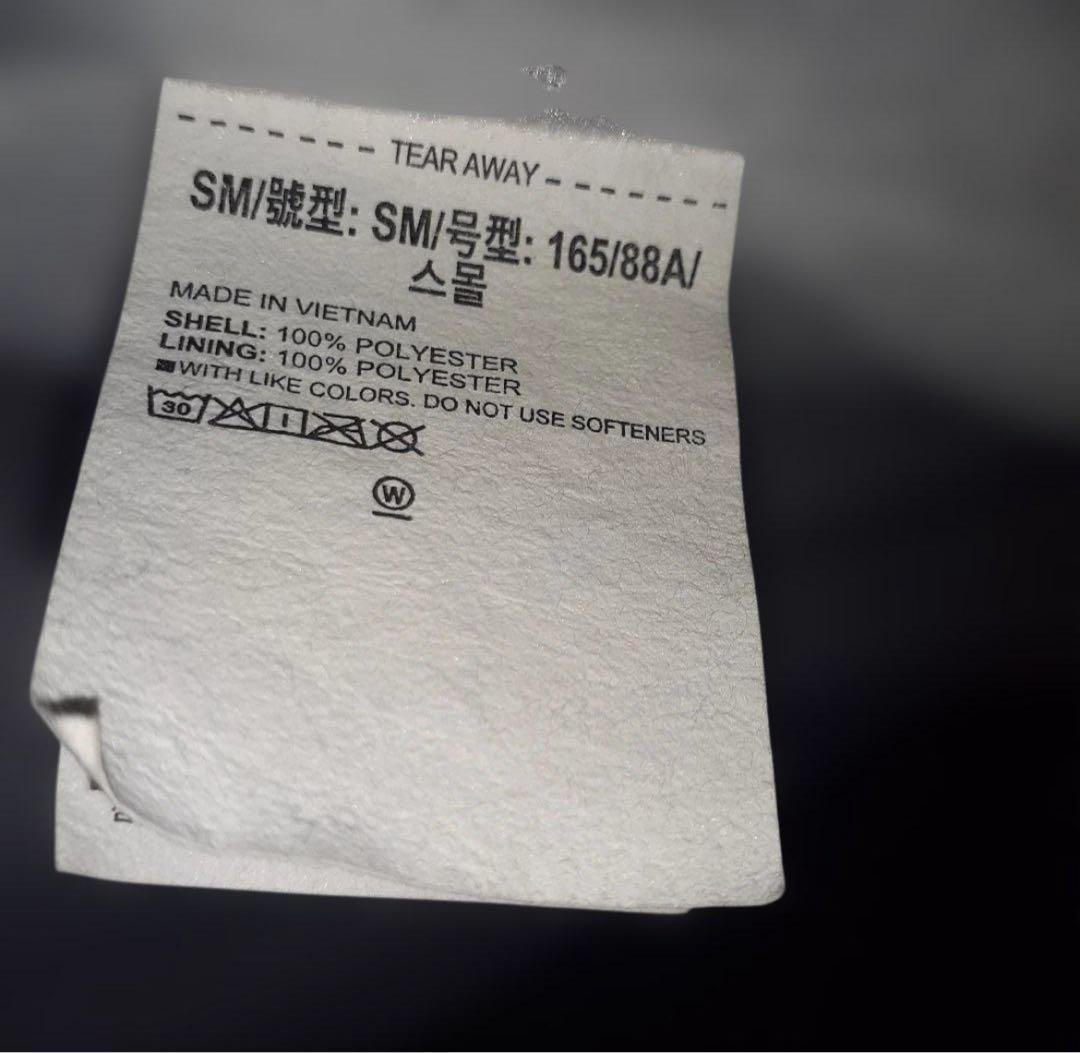 TEAR AWAY
SM/號型: SM/号型: 165/88A/
스몰
MADE IN VIETNAM
SHELL: 100% POLYESTER
LINING: 100% POLYESTER
WITH LIKE COLORS. DO NOT USE SOFTENERS
30
W